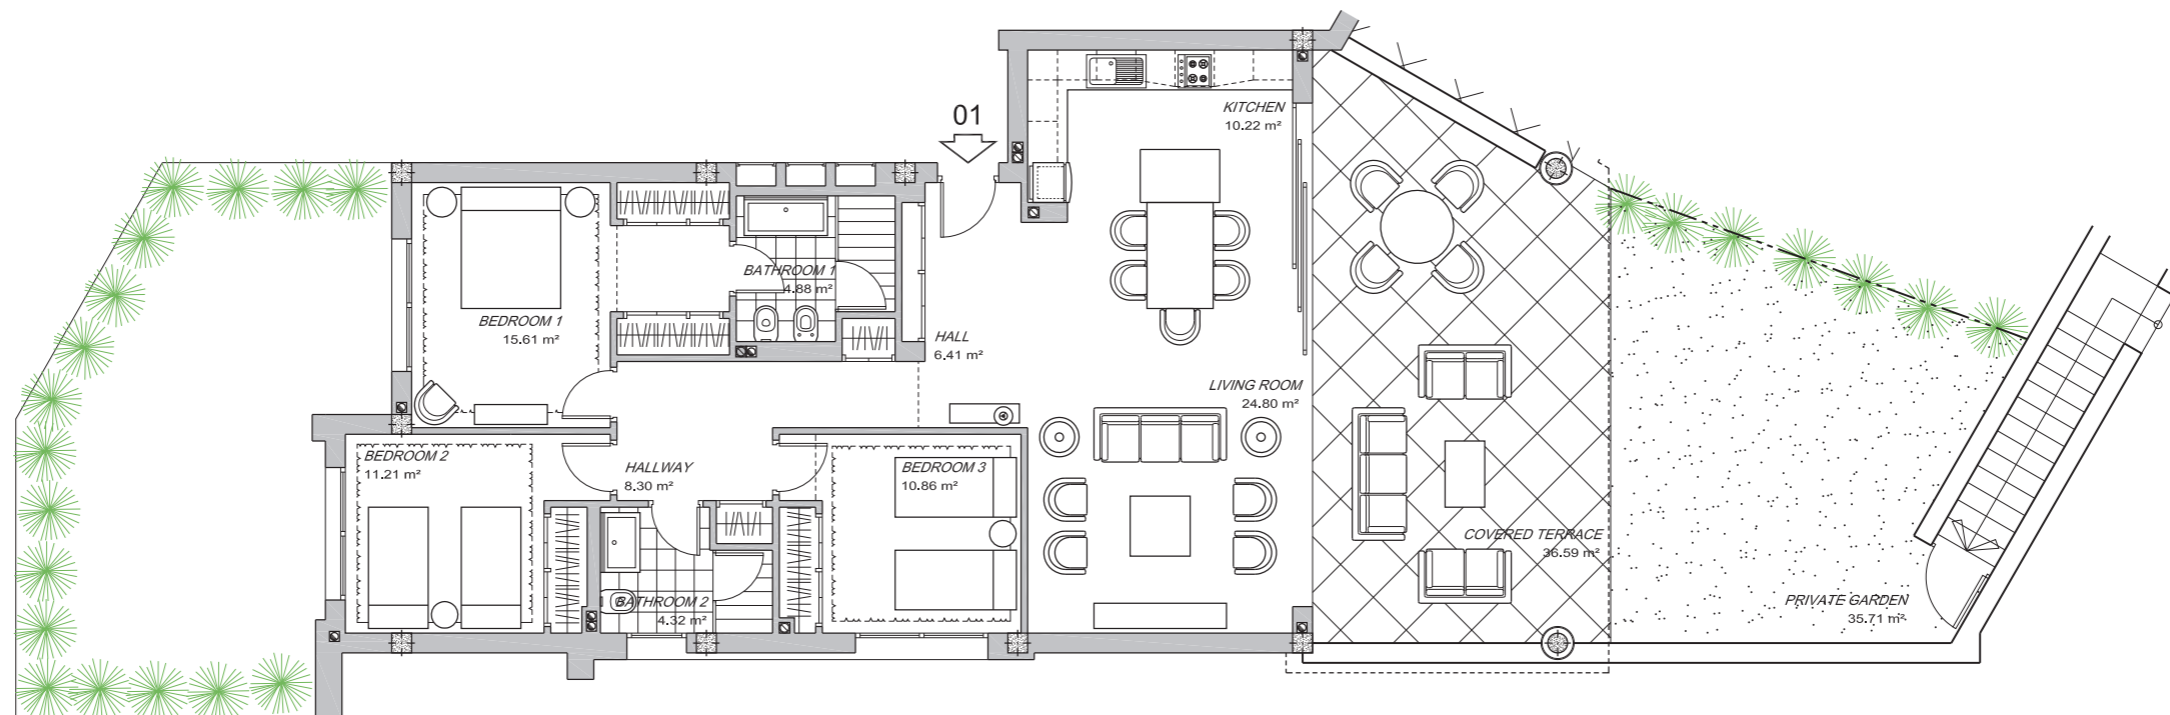 01
KITCHEN
10.22 m²
BATHROOM 1
4.88 m²
BEDROOM 1
15.61 m²
HALL
6.41 m²
LIVING ROOM
24.80 m²
BEDROOM 2
11.21 m²
HALLWAY
8.30 m²
BEDROOM 3
10.86 m²
COVERED TERRACE
36.59 m²
BATHROOM 2
4.32 m²
PRIVATE GARDEN
35.71 m²